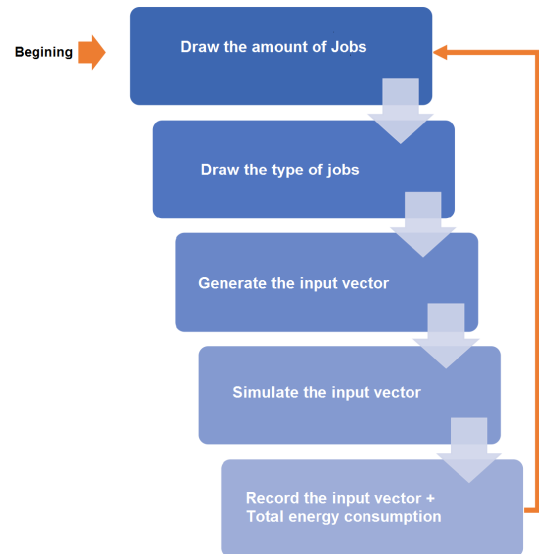 Begining
Draw the amount of Jobs
Draw the type of jobs
Generate the input vector
Simulate the input vector
Record the input vector +
Total energy consumption